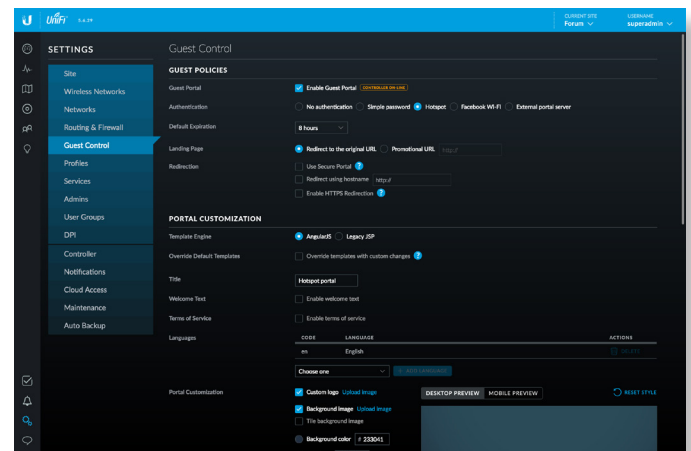 UniFi 5.6.29
CURRENT SITE
Forum
USERNAME
superadmin
SETTINGS
Site
Wireless Networks
Networks
Routing & Firewall
Guest Control
Profiles
Services
Admins
User Groups
DPI
Controller
Notifications
Cloud Access
Maintenance
Auto Backup
Guest Control
GUEST POLICIES
Guest Portal Enable Guest Portal CONTROLLER ON-LINE
Authentication No authentication Simple password Hotspot Facebook Wi-Fi External portal server
Default Expiration 8 hours
Landing Page Redirect to the original URL Promotional URL http://
Redirection Use Secure Portal ?
Redirect using hostname http://
Enable HTTPS Redirection ?
PORTAL CUSTOMIZATION
Template Engine AngularJS Legacy JSP
Override Default Templates Override templates with custom changes ?
Title Hotspot portal
Welcome Text Enable welcome text
Terms of Service Enable terms of service
Languages CODE LANGUAGE ACTIONS
en English DELETE
Choose one + ADD LANGUAGE
Portal Customization Custom logo Upload image DESKTOP PREVIEW MOBILE PREVIEW RESET STYLE
Background image Upload image
Tile background image
Background color # 233041